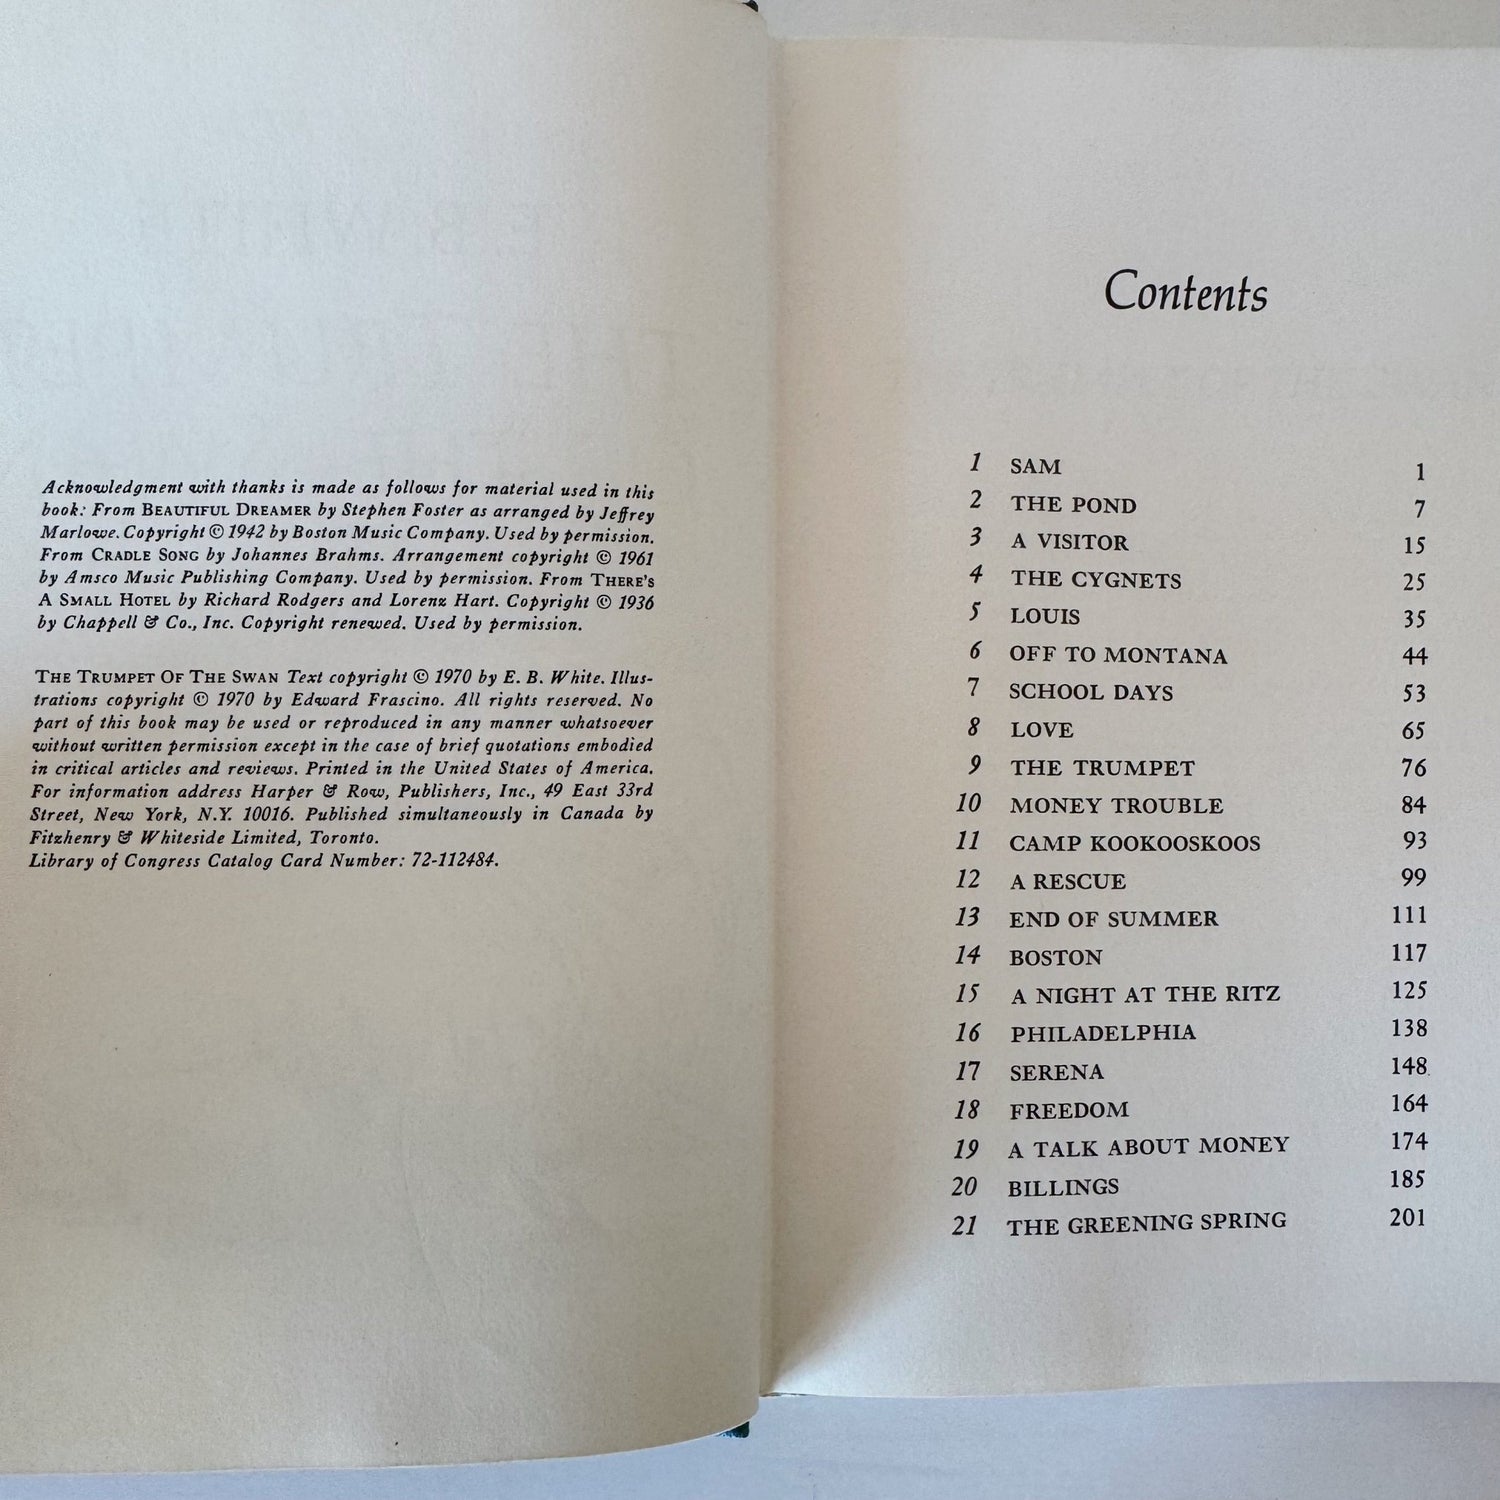 Acknowledgment with thanks is made as follows for material used in this
book: From BEAUTIFUL DREAMER by Stephen Foster as arranged by Jeffrey
Marlowe. Copyright © 1942 by Boston Music Company. Used by permission.
From CRADLE SONG by Johannes Brahms. Arrangement copyright © 1961
by Amsco Music Publishing Company. Used by permission. From THERE'S
A SMALL HOTEL by Richard Rodgers and Lorenz Hart. Copyright © 1936
by Chappell & Co., Inc. Copyright renewed. Used by permission.
THE TRUMPET OF THE SWAN Text copyright © 1970 by E. B. White. Illus-
trations copyright © 1970 by Edward Frascino. All rights reserved. No
part of this book may be used or reproduced in any manner whatsoever
without written permission except in the case of brief quotations embodied
in critical articles and reviews. Printed in the United States of America.
For information address Harper & Row, Publishers, Inc., 49 East 33rd
Street, New York, N.Y. 10016. Published simultaneously in Canada by
Fitzhenry & Whiteside Limited, Toronto.
Library of Congress Catalog Card Number: 72-112484.
Contents
1 SAM 1
2 THE POND 7
3 A VISITOR 15
4 THE CYGNETS 25
5 LOUIS 35
6 OFF TO MONTANA 44
7 SCHOOL DAYS 53
8 LOVE 65
9 THE TRUMPET 76
10 MONEY TROUBLE 84
11 CAMP KOOKOOSKOOS 93
12 A RESCUE 99
13 END OF SUMMER 111
14 BOSTON 117
15 A NIGHT AT THE RITZ 125
16 PHILADELPHIA 138
17 SERENA 148
18 FREEDOM 164
19 A TALK ABOUT MONEY 174
20 BILLINGS 185
21 THE GREENING SPRING 201